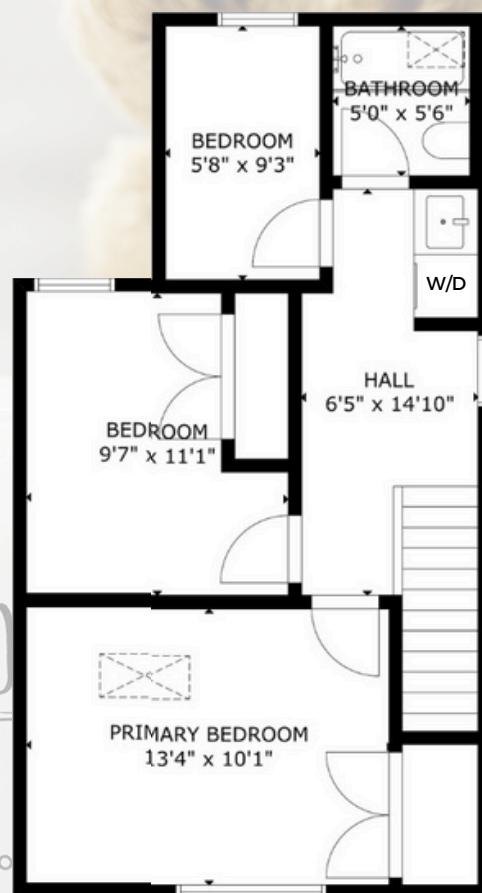 BATHROOM
5'0" x 5'6"
BEDROOM
5'8" x 9'3"
W/D
HALL
6'5" x 14'10"
BEDROOM
9'7" x 11'1"
PRIMARY BEDROOM
13'4" x 10'1"